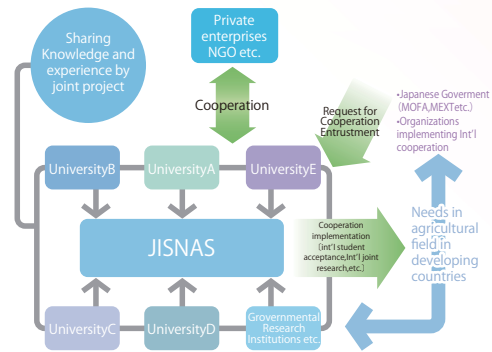 Sharing
Knowledge and
experience by
joint project
Private
enterprises
NGO etc.
Cooperation
Request for
Cooperation
Entrustment
•Japanese Goverment
(MOFA,MEXTetc.)
•Organizations
implementing Int'l
cooperation
UniversityB
UniversityA
UniversityE
JISNAS
Cooperation
implementation
(int'l student
acceptance,Int'l joint
research,etc.)
Needs in
agricultural
field in
developing
countries
UniversityC
UniversityD
Grovernmental
Research
Institutions etc.